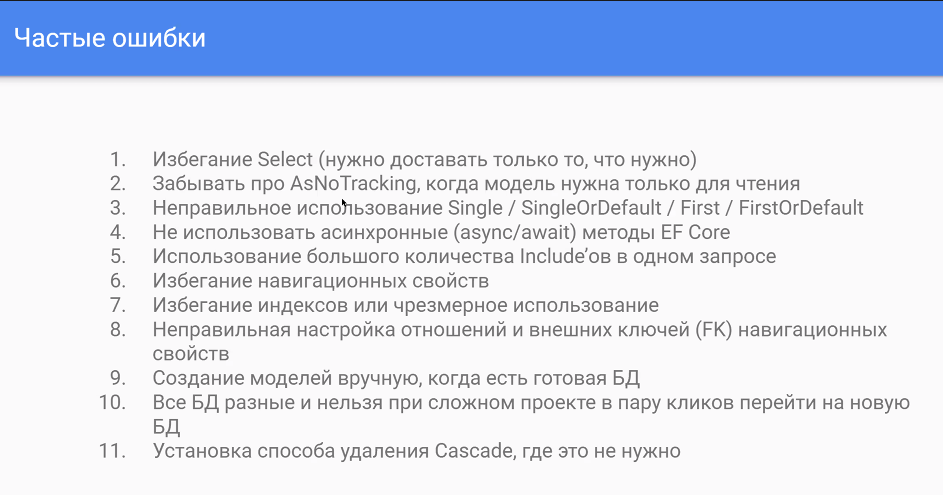 Частые ошибки
1. Избегание Select (нужно доставать только то, что нужно)
2. Забывать про AsNoTracking, когда модель нужна только для чтения
3. Неправильное использование Single / SingleOrDefault / First / FirstOrDefault
4. Не использовать асинхронные (async/await) методы EF Core
5. Использование большого количества Include’ов в одном запросе
6. Избегание навигационных свойств
7. Избегание индексов или чрезмерное использование
8. Неправильная настройка отношений и внешних ключей (FK) навигационных
свойств
9. Создание моделей вручную, когда есть готовая БД
10. Все БД разные и нельзя при сложном проекте в пару кликов перейти на новую
БД
11. Установка способа удаления Cascade, где это не нужно